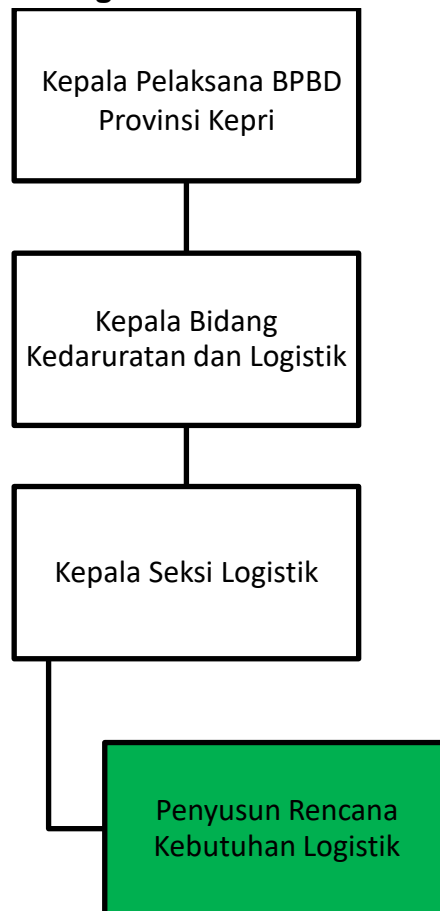 Kepala Pelaksana BPBD
Provinsi Kepri
Kepala Bidang
Kedaruratan dan Logistik
Kepala Seksi Logistik
Penyusun Rencana
Kebutuhan Logistik